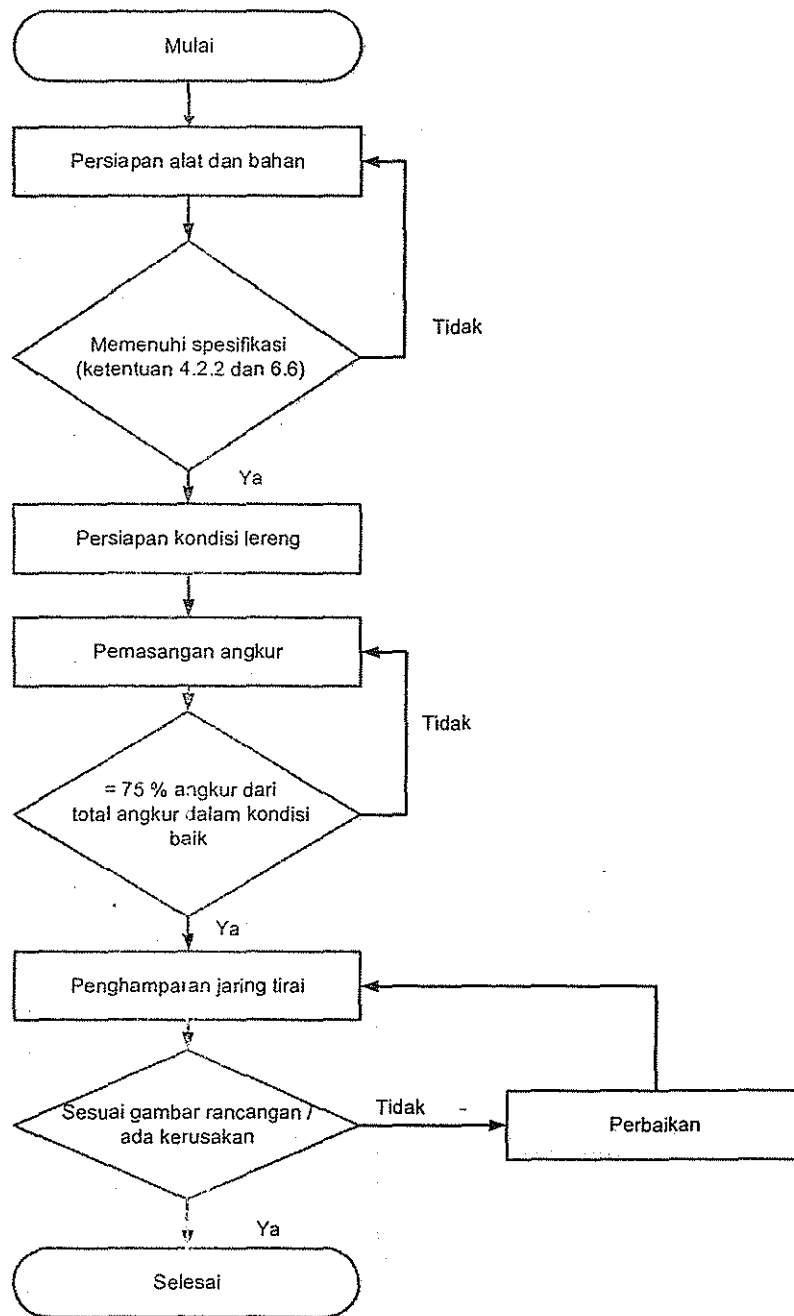 Mulai
Persiapan alat dan bahan
Tidak
Memenuhi spesifikasi
(ketentuan 4.2.2 dan 6.6)
Ya
Persiapan kondisi lereng
Pemasangan angkur
Tidak
= 75 % angkur dari
total angkur dalam kondisi
baik
Ya
Penghamparan jaring tirai
Sesuai gambar rancangan /
ada kerusakan
Tidak
Perbaikan
Ya
Selesai